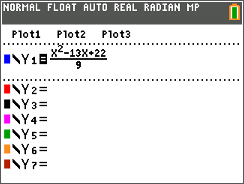 NORMAL FLOAT AUTO REAL RADIAN MP
Plot1 Plot2 Plot3
\Y₁=(X²-13X+22)/9
\Y₂=
\Y₃=
\Y₄=
\Y₅=
\Y₆=
\Y₇=